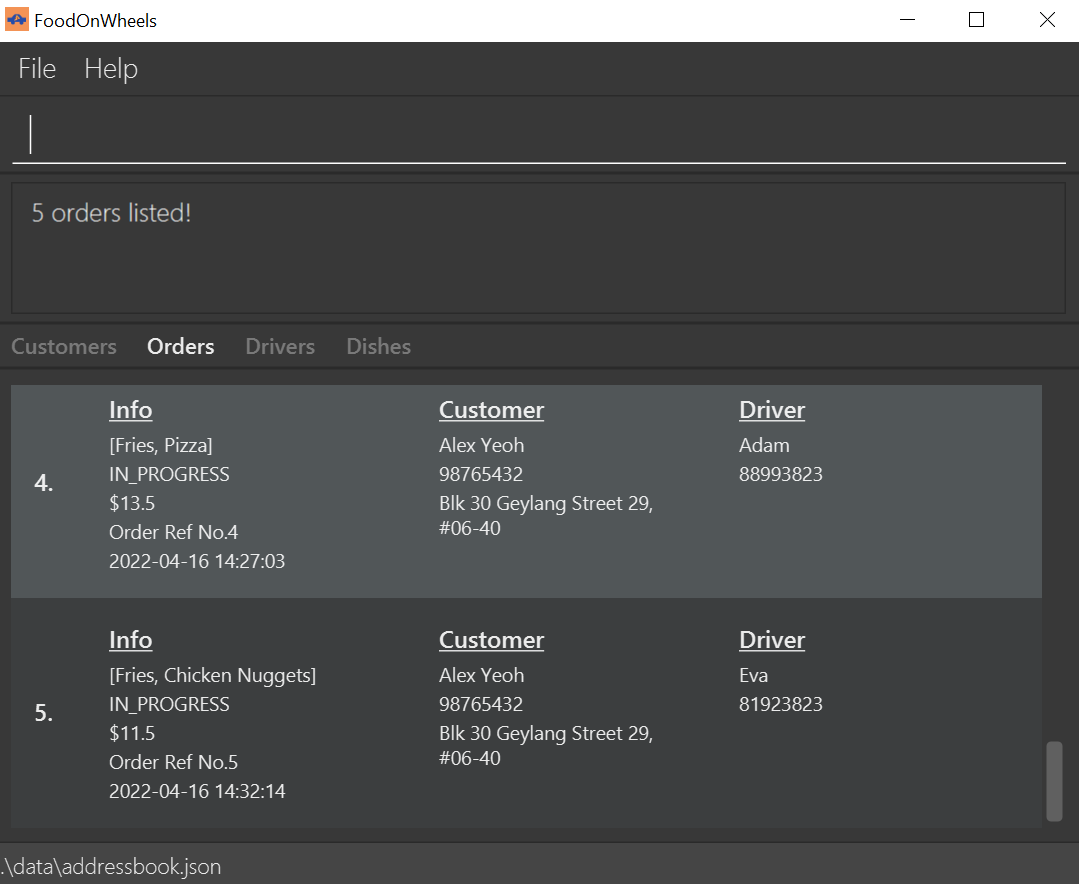 FoodOnWheels
File Help
5 orders listed!
Customers Orders Drivers Dishes
4.
Info
[Fries, Pizza]
IN_PROGRESS
$13.5
Order Ref No.4
2022-04-16 14:27:03
Customer
Alex Yeoh
98765432
Blk 30 Geylang Street 29,
#06-40
Driver
Adam
88993823
5.
Info
[Fries, Chicken Nuggets]
IN_PROGRESS
$11.5
Order Ref No.5
2022-04-16 14:32:14
Customer
Alex Yeoh
98765432
Blk 30 Geylang Street 29,
#06-40
Driver
Eva
81923823
.\data\addressbook.json